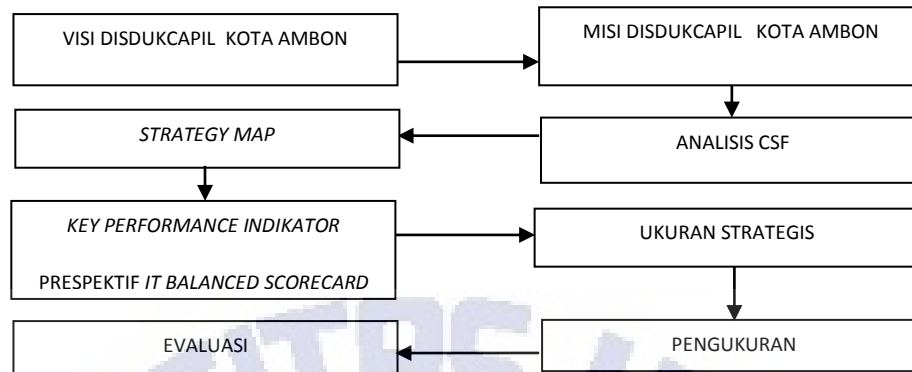 VISI DISDUKCAPIL KOTA AMBON
MISI DISDUKCAPIL KOTA AMBON
STRATEGY MAP
ANALISIS CSF
KEY PERFORMANCE INDIKATOR
PRESPEKTIF IT BALANCED SCORECARD
UKURAN STRATEGIS
EVALUASI
PENGUKURAN